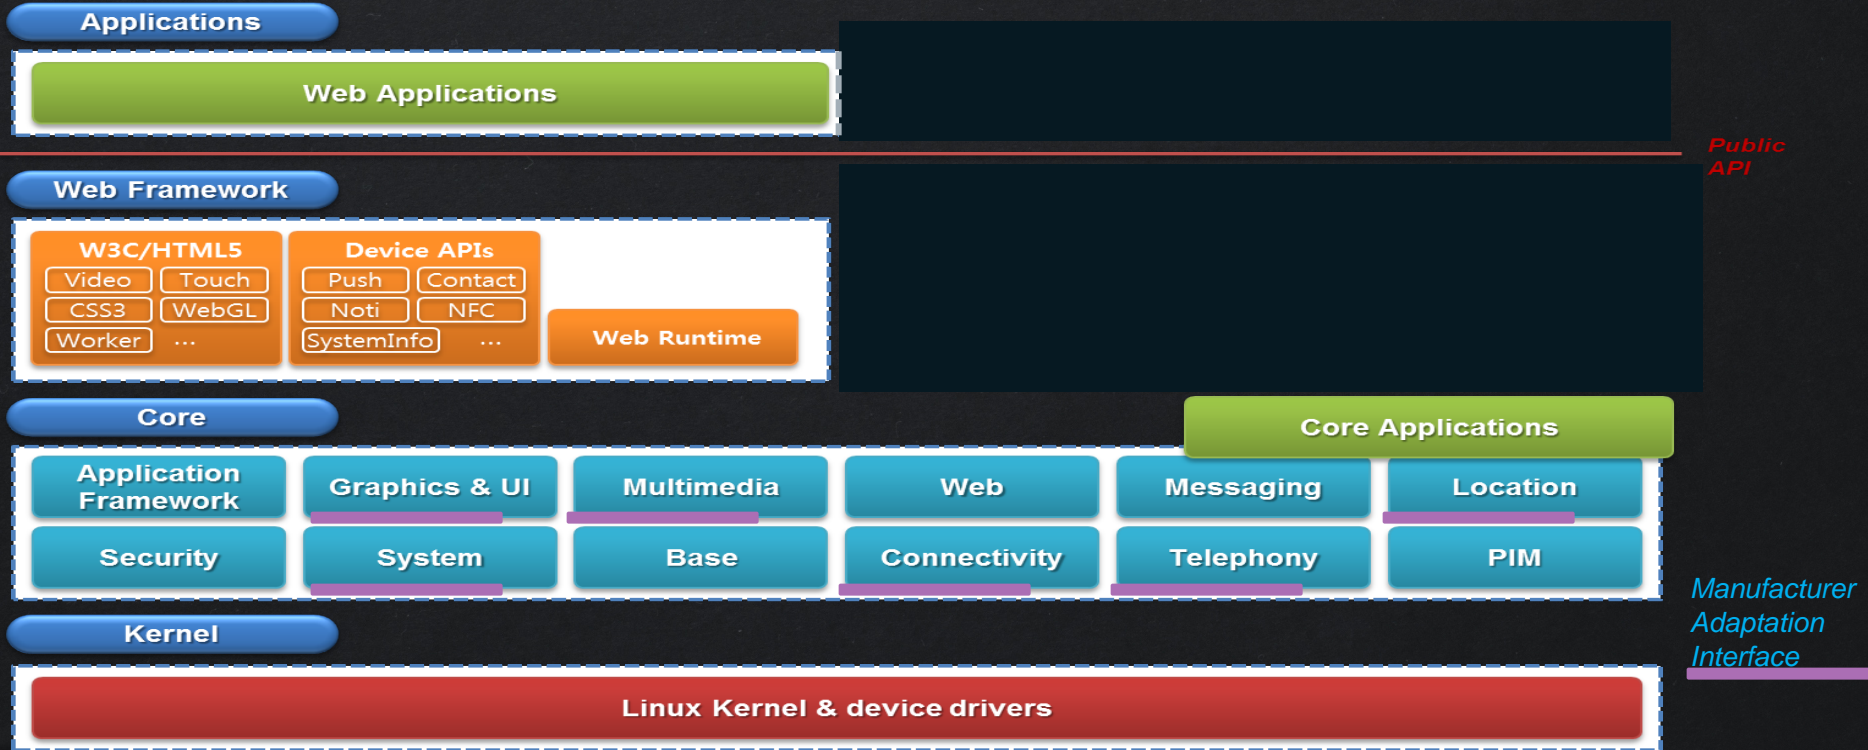 Applications
Web Applications
Public
API
Web Framework
W3C/HTML5
Video
Touch
CSS3
WebGL
Worker
...
Device APIs
Push
Contact
Noti
NFC
SystemInfo
...
Web Runtime
Core
Core Applications
Application
Framework
Graphics & UI
Multimedia
Web
Messaging
Location
Security
System
Base
Connectivity
Telephony
PIM
Manufacturer
Adaptation
Interface
Kernel
Linux Kernel & device drivers